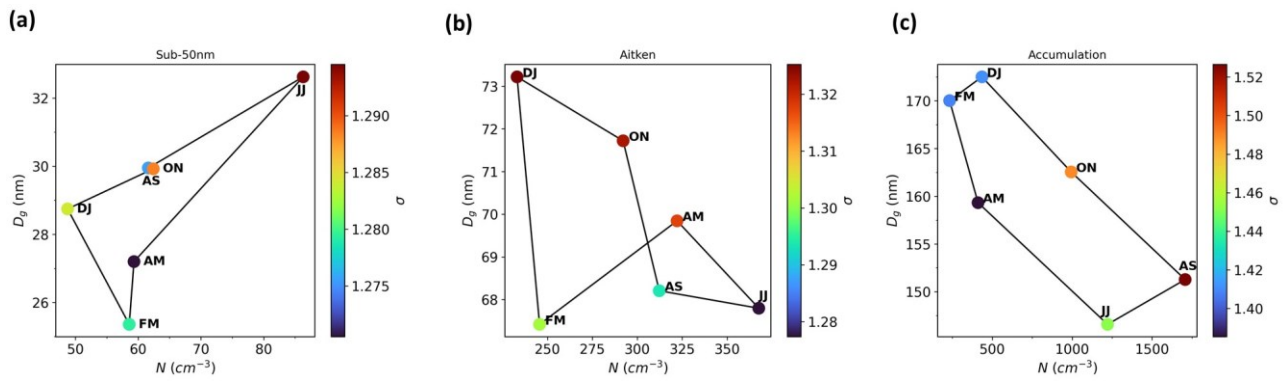 (a)
Sub-50nm
32
30
28
26
D_g (nm)
50
60
70
80
N (cm⁻³)
JJ
ON
AS
DJ
AM
FM
1.290
1.285
1.280
1.275
σ
(b)
Aitken
73
72
71
70
69
68
D_g (nm)
250
275
300
325
350
N (cm⁻³)
DJ
ON
AM
AS
JJ
FM
1.32
1.31
1.30
1.29
1.28
σ
(c)
Accumulation
170
165
160
155
150
D_g (nm)
500
1000
1500
N (cm⁻³)
DJ
FM
ON
AM
AS
JJ
1.52
1.50
1.48
1.46
1.44
1.42
1.40
σ